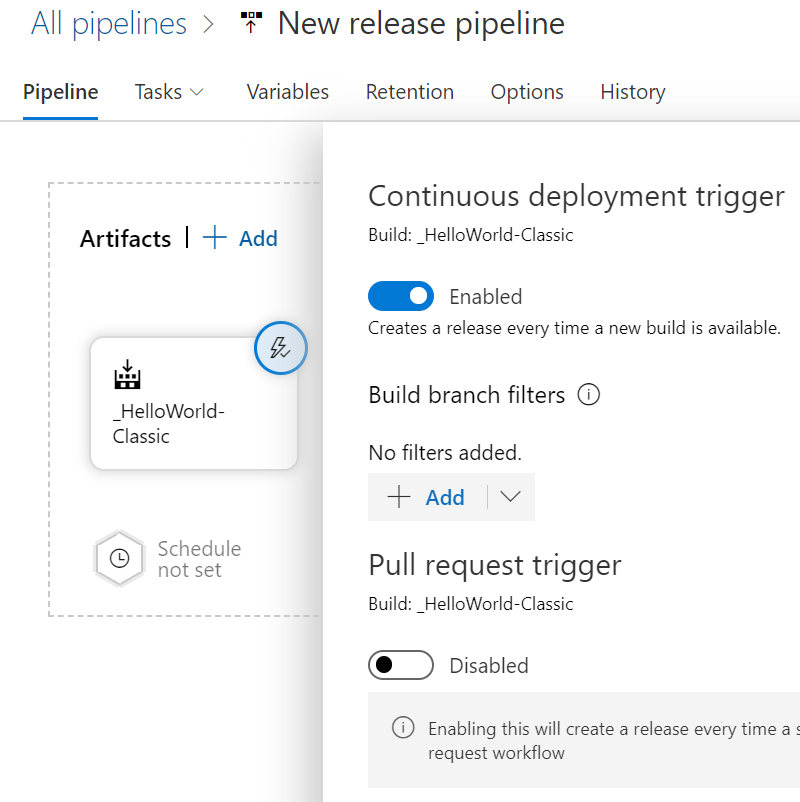 All pipelines > New release pipeline
Pipeline Tasks Variables Retention Options History
Artifacts | + Add
_HelloWorld-
Classic
Schedule
not set
Continuous deployment trigger
Build: _HelloWorld-Classic
Enabled
Creates a release every time a new build is available.
Build branch filters
No filters added.
+ Add
Pull request trigger
Build: _HelloWorld-Classic
Disabled
Enabling this will create a release every time a s
request workflow